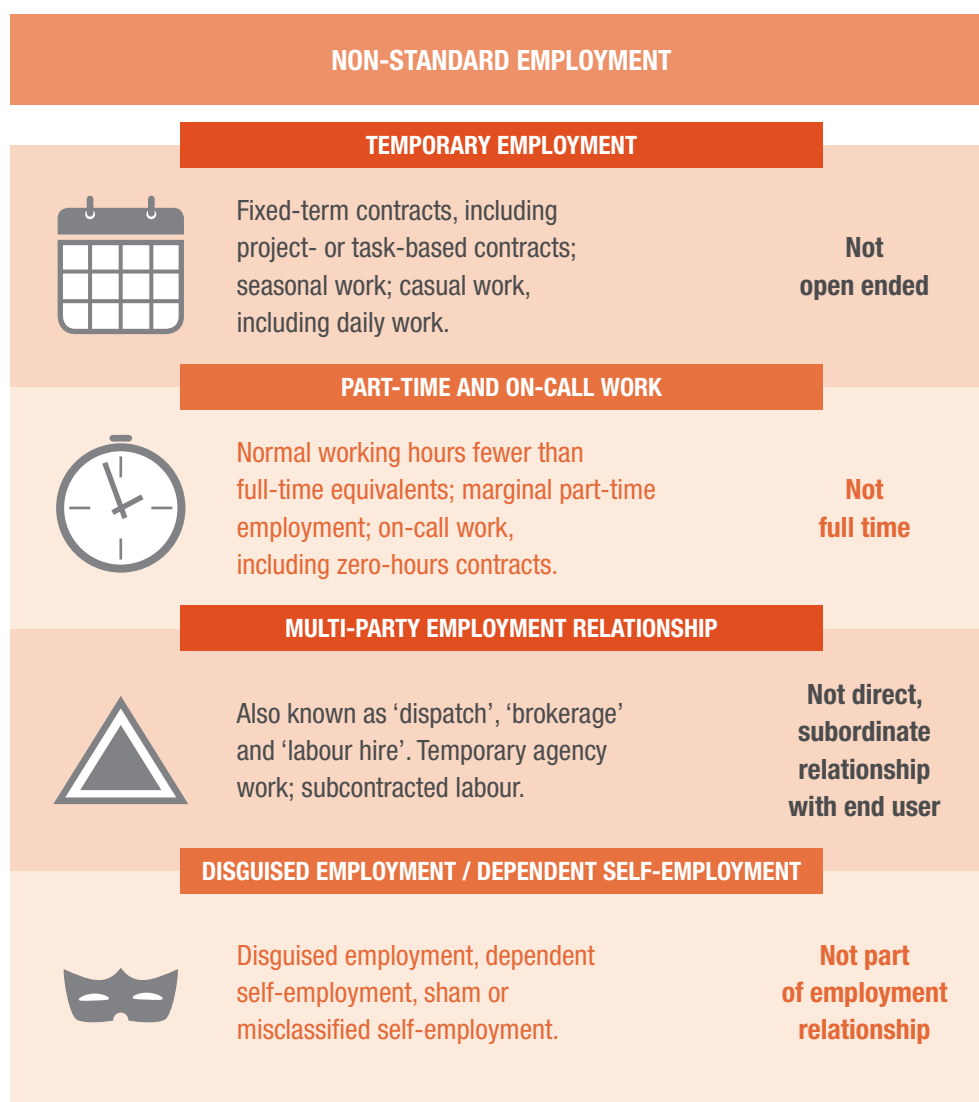 NON-STANDARD EMPLOYMENT
TEMPORARY EMPLOYMENT
Fixed-term contracts, including
project- or task-based contracts;
seasonal work; casual work,
including daily work.
Not
open ended
PART-TIME AND ON-CALL WORK
Normal working hours fewer than
full-time equivalents; marginal part-time
employment; on-call work,
including zero-hours contracts.
Not
full time
MULTI-PARTY EMPLOYMENT RELATIONSHIP
Also known as ‘dispatch’, ‘brokerage’
and ‘labour hire’. Temporary agency
work; subcontracted labour.
Not direct,
subordinate
relationship
with end user
DISGUISED EMPLOYMENT / DEPENDENT SELF-EMPLOYMENT
Disguised employment, dependent
self-employment, sham or
misclassified self-employment.
Not part
of employment
relationship